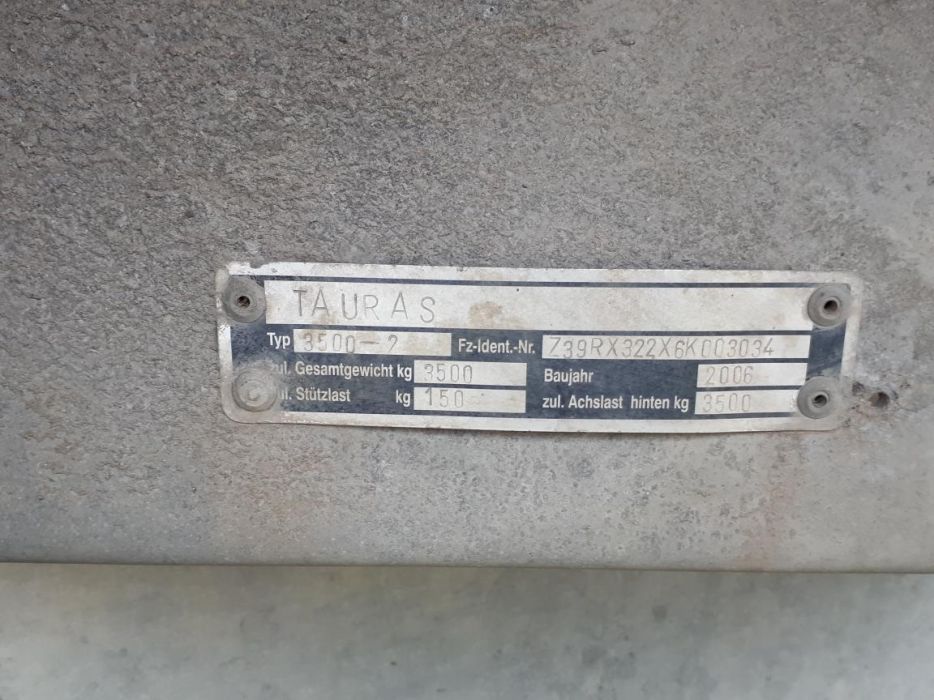 TAURAS
Typ 3500-2 Fz-Ident.-Nr. Z39RX322X6K003034
zul. Gesamtgewicht kg 3500 Baujahr 2006
zul. Stützlast kg 150 zul. Achslast hinten kg 3500